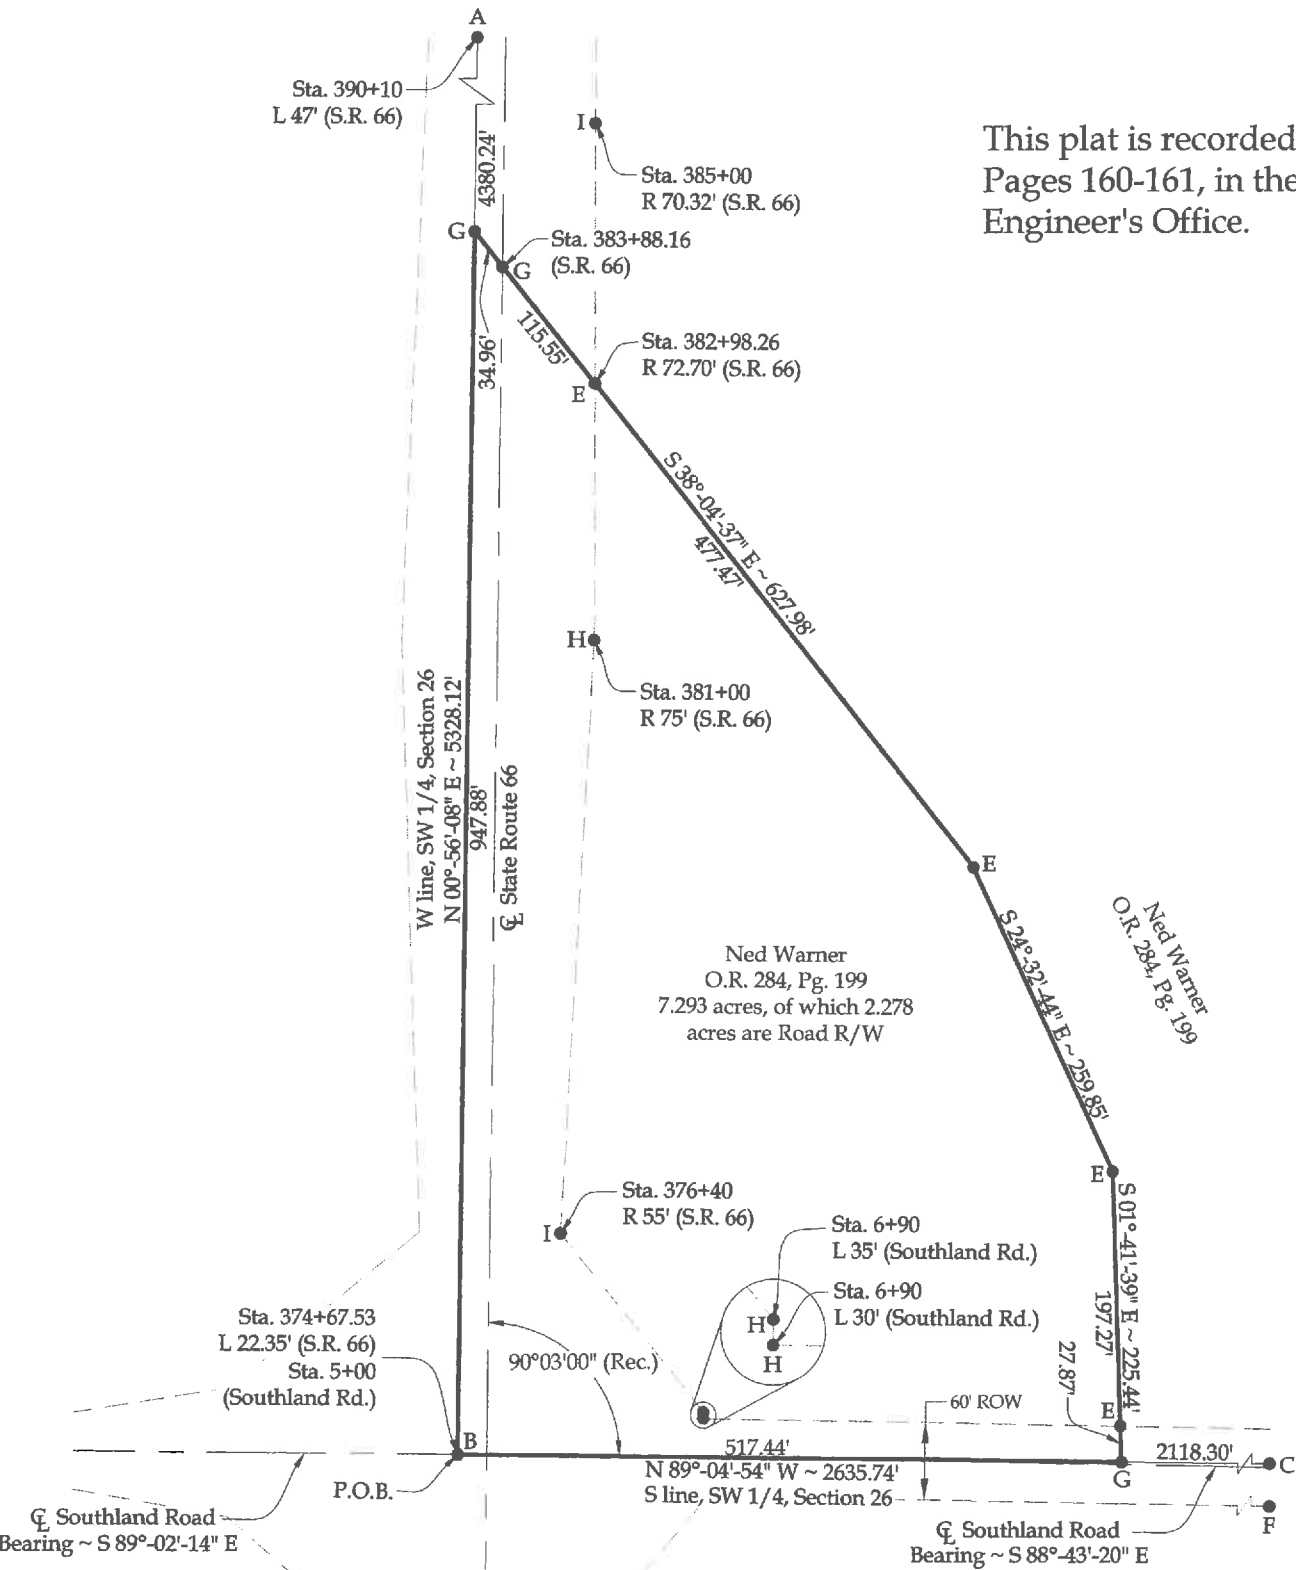 A
Sta. 390+10
L 47' (S.R. 66)
4380.24'
I
Sta. 385+00
R 70.32' (S.R. 66)
This plat is recorded
Pages 160-161, in the
Engineer's Office.
G
Sta. 383+88.16
(S.R. 66)
G
115.55'
34.96'
Sta. 382+98.26
R 72.70' (S.R. 66)
E
S 38°-04'-37" E ~ 627.98'
477.47'
H
Sta. 381+00
R 75' (S.R. 66)
W line, SW 1/4, Section 26
N 00°-56'-08" E ~ 5328.12'
947.88'
℄ State Route 66
E
S 24°-32'-44" E ~ 259.85'
Ned Warner
O.R. 284, Pg. 199
Ned Warner
O.R. 284, Pg. 199
7.293 acres, of which 2.278
acres are Road R/W
E
S 01°-41'-39" E ~ 225.44'
197.27'
27.87'
Sta. 376+40
R 55' (S.R. 66)
I
Sta. 6+90
L 35' (Southland Rd.)
Sta. 6+90
L 30' (Southland Rd.)
H
H
Sta. 374+67.53
L 22.35' (S.R. 66)
Sta. 5+00
(Southland Rd.)
90°03'00" (Rec.)
60' ROW
E
B
517.44'
N 89°-04'-54" W ~ 2635.74'
S line, SW 1/4, Section 26
2118.30'
C
G
P.O.B.
℄ Southland Road
Bearing ~ S 89°-02'-14" E
℄ Southland Road
Bearing ~ S 88°-43'-20" E
F